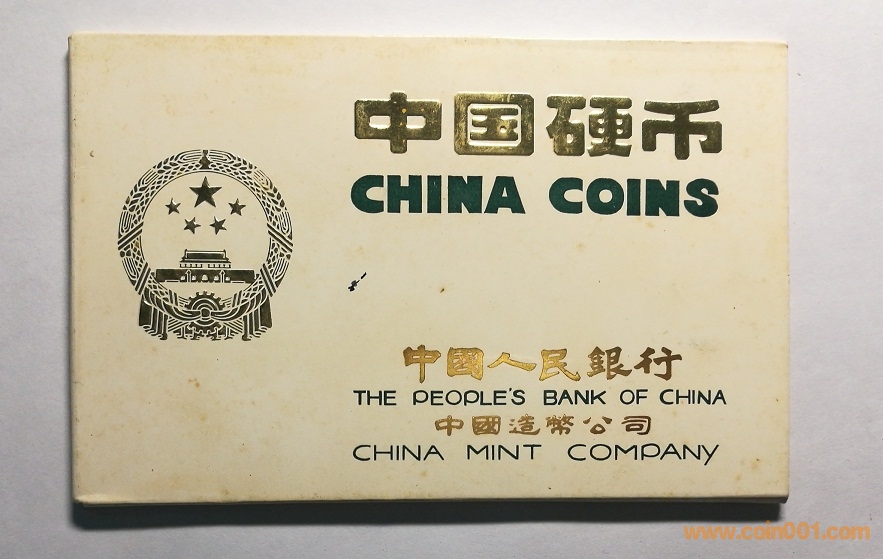 中国硬币
CHINA COINS
中國人民銀行
THE PEOPLE'S BANK OF CHINA
中國造幣公司
CHINA MINT COMPANY
www.coin001.com